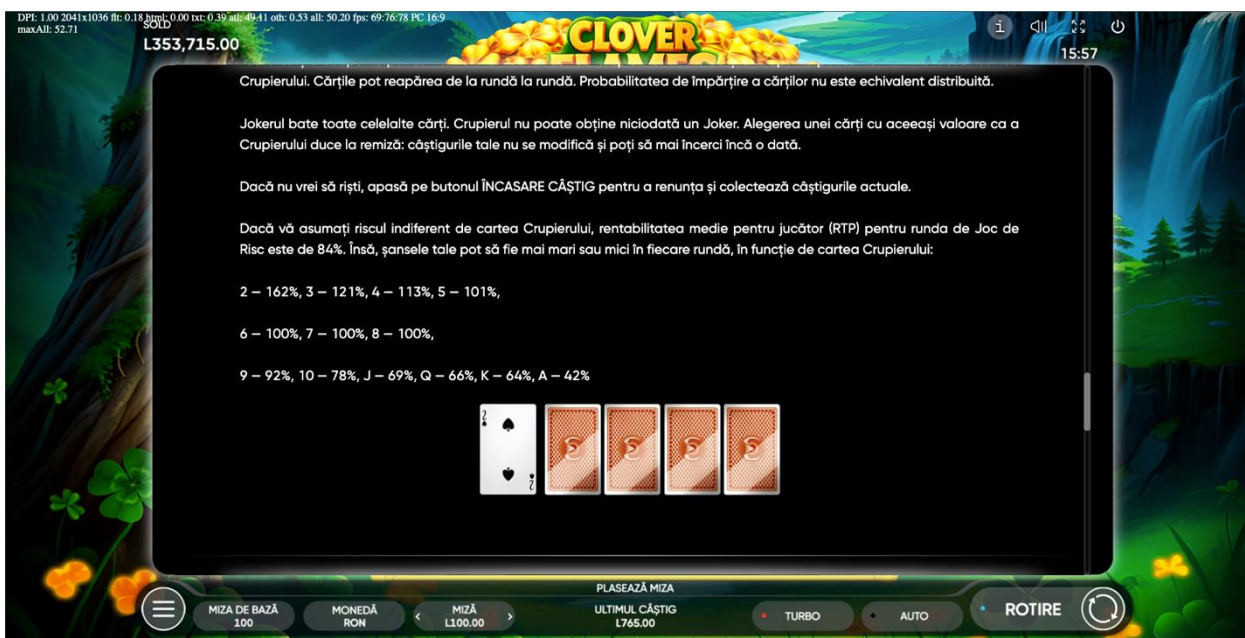 DPI: 1.00 2041x1036 flt: 0.18 html: 0.00 txt: 0.39 atl: 49.41 oth: 0.53 all: 50.20 fps: 69:76:78 PC 16:9
maxAll: 52.71
SOLD
L353,715.00
CLOVER
FLAMES
15:57
Crupierului. Cărțile pot reapărea de la rundă la rundă. Probabilitatea de împărțire a cărților nu este echivalent distribuită.
Jokerul bate toate celelalte cărți. Crupierul nu poate obține niciodată un Joker. Alegerea unei cărți cu aceeași valoare ca a
Crupierului duce la remiză: câștigurile tale nu se modifică și poți să mai încerci încă o dată.
Dacă nu vrei să riști, apasă pe butonul ÎNCASARE CÂȘTIG pentru a renunța și colectează câștigurile actuale.
Dacă vă asumați riscul indiferent de cartea Crupierului, rentabilitatea medie pentru jucător (RTP) pentru runda de Joc de
Risc este de 84%. Însă, șansele tale pot să fie mai mari sau mici în fiecare rundă, în funcție de cartea Crupierului:
2 – 162%, 3 – 121%, 4 – 113%, 5 – 101%,
6 – 100%, 7 – 100%, 8 – 100%,
9 – 92%, 10 – 78%, J – 69%, Q – 66%, K – 64%, A – 42%
2
2
PLASEAZĂ MIZA
MIZA DE BAZĂ
100
MONEDĂ
RON
MIZĂ
L100.00
ULTIMUL CÂȘTIG
L765.00
TURBO
AUTO
ROTIRE